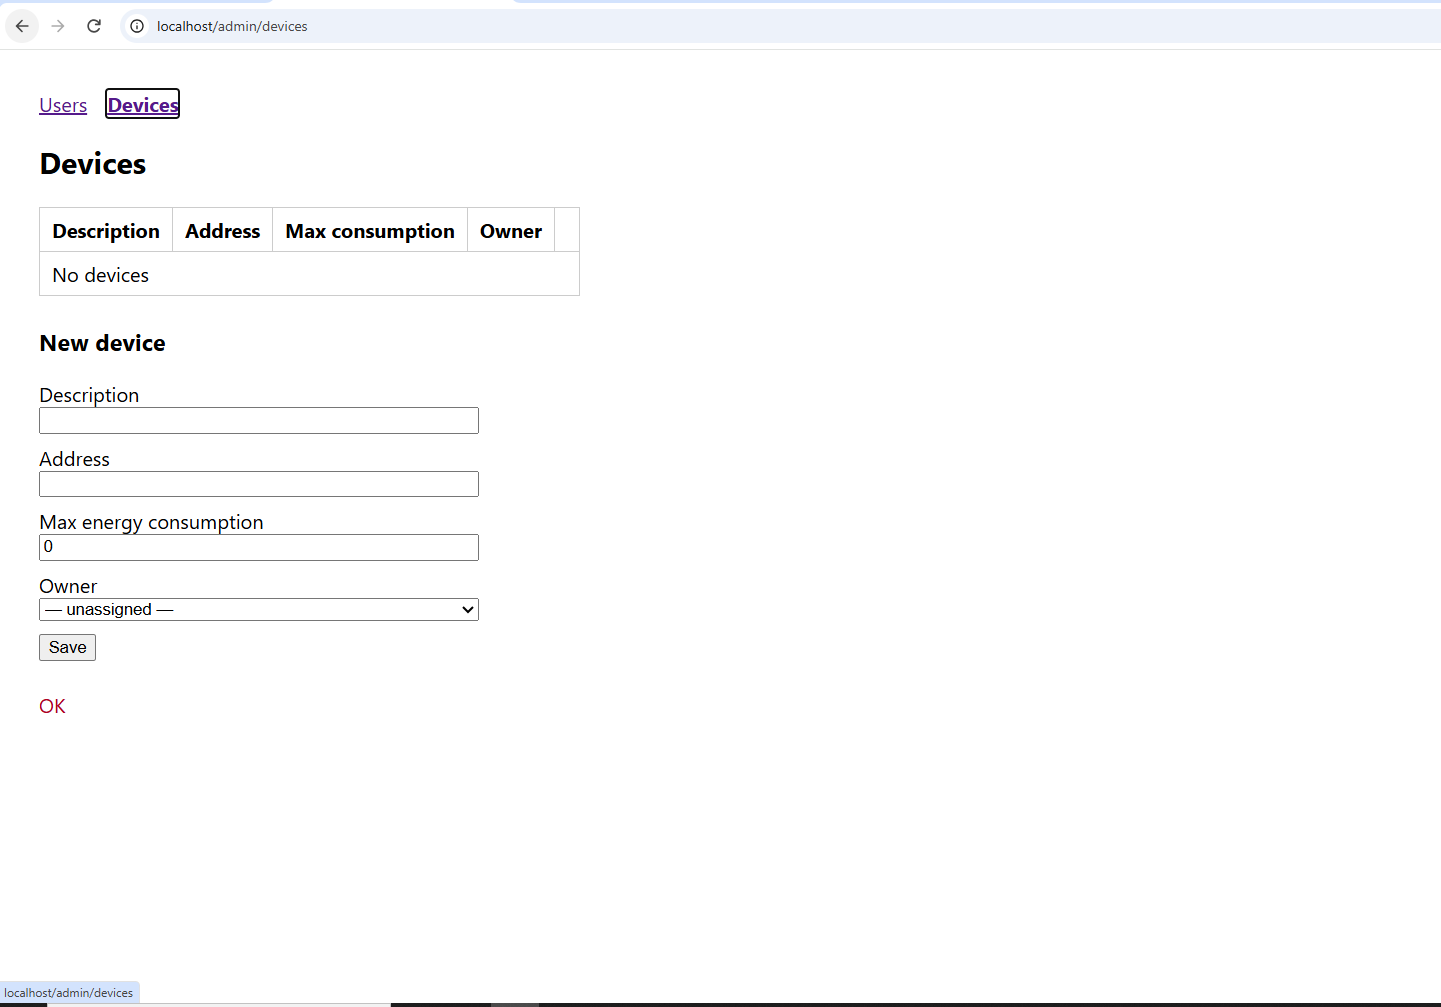 localhost/admin/devices
Users Devices
Devices
Description Address Max consumption Owner
No devices
New device
Description
Address
Max energy consumption
0
Owner
— unassigned —
Save
OK
localhost/admin/devices